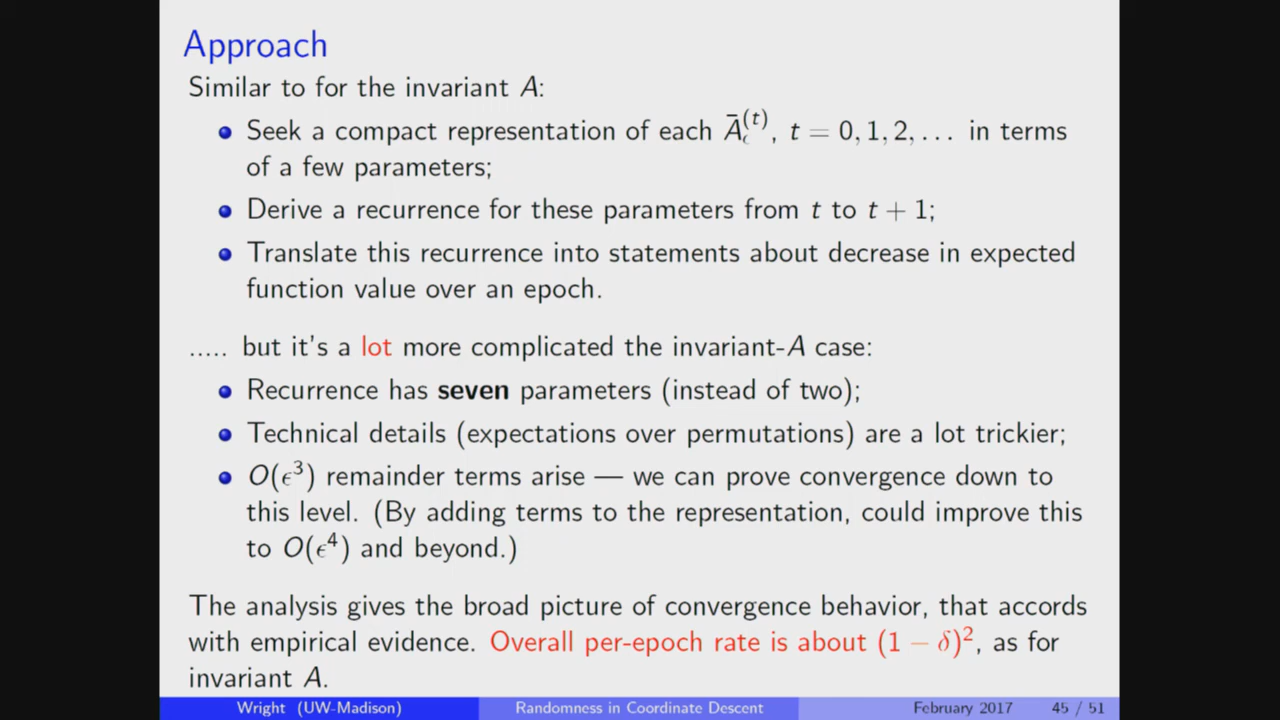 Approach
Similar to for the invariant A:
Seek a compact representation of each Ā_ϵ^(t), t = 0, 1, 2, . . . in terms
of a few parameters;
Derive a recurrence for these parameters from t to t + 1;
Translate this recurrence into statements about decrease in expected
function value over an epoch.
..... but it's a lot more complicated the invariant-A case:
Recurrence has seven parameters (instead of two);
Technical details (expectations over permutations) are a lot trickier;
O(ϵ³) remainder terms arise — we can prove convergence down to
this level. (By adding terms to the representation, could improve this
to O(ϵ⁴) and beyond.)
The analysis gives the broad picture of convergence behavior, that accords
with empirical evidence. Overall per-epoch rate is about (1 − δ)², as for
invariant A.
Wright (UW-Madison) Randomness in Coordinate Descent February 2017 45 / 51